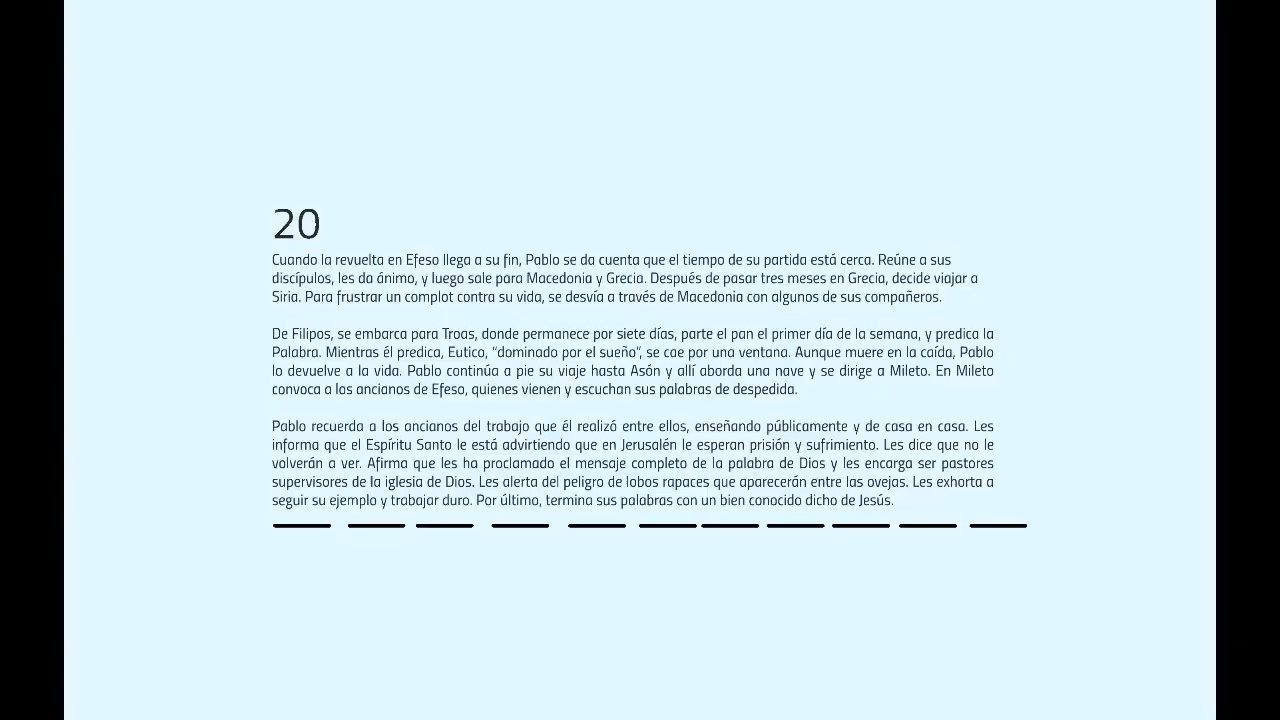 20
Cuando la revuelta en Efeso llega a su fin, Pablo se da cuenta que el tiempo de su partida está cerca. Reúne a sus
discípulos, les da ánimo, y luego sale para Macedonia y Grecia. Después de pasar tres meses en Grecia, decide viajar a
Siria. Para frustrar un complot contra su vida, se desvía a través de Macedonia con algunos de sus compañeros.
De Filipos, se embarca para Troas, donde permanece por siete días, parte el pan el primer día de la semana, y predica la
Palabra. Mientras él predica, Eutico, “dominado por el sueño”, se cae por una ventana. Aunque muere en la caída, Pablo
lo devuelve a la vida. Pablo continúa a pie su viaje hasta Asón y allí aborda una nave y se dirige a Mileto. En Mileto
convoca a los ancianos de Efeso, quienes vienen y escuchan sus palabras de despedida.
Pablo recuerda a los ancianos del trabajo que él realizó entre ellos, enseñando públicamente y de casa en casa. Les
informa que el Espíritu Santo le está advirtiendo que en Jerusalén le esperan prisión y sufrimiento. Les dice que no le
volverán a ver. Afirma que les ha proclamado el mensaje completo de la palabra de Dios y les encarga ser pastores
supervisores de la iglesia de Dios. Les alerta del peligro de lobos rapaces que aparecerán entre las ovejas. Les exhorta a
seguir su ejemplo y trabajar duro. Por último, termina sus palabras con un bien conocido dicho de Jesús.